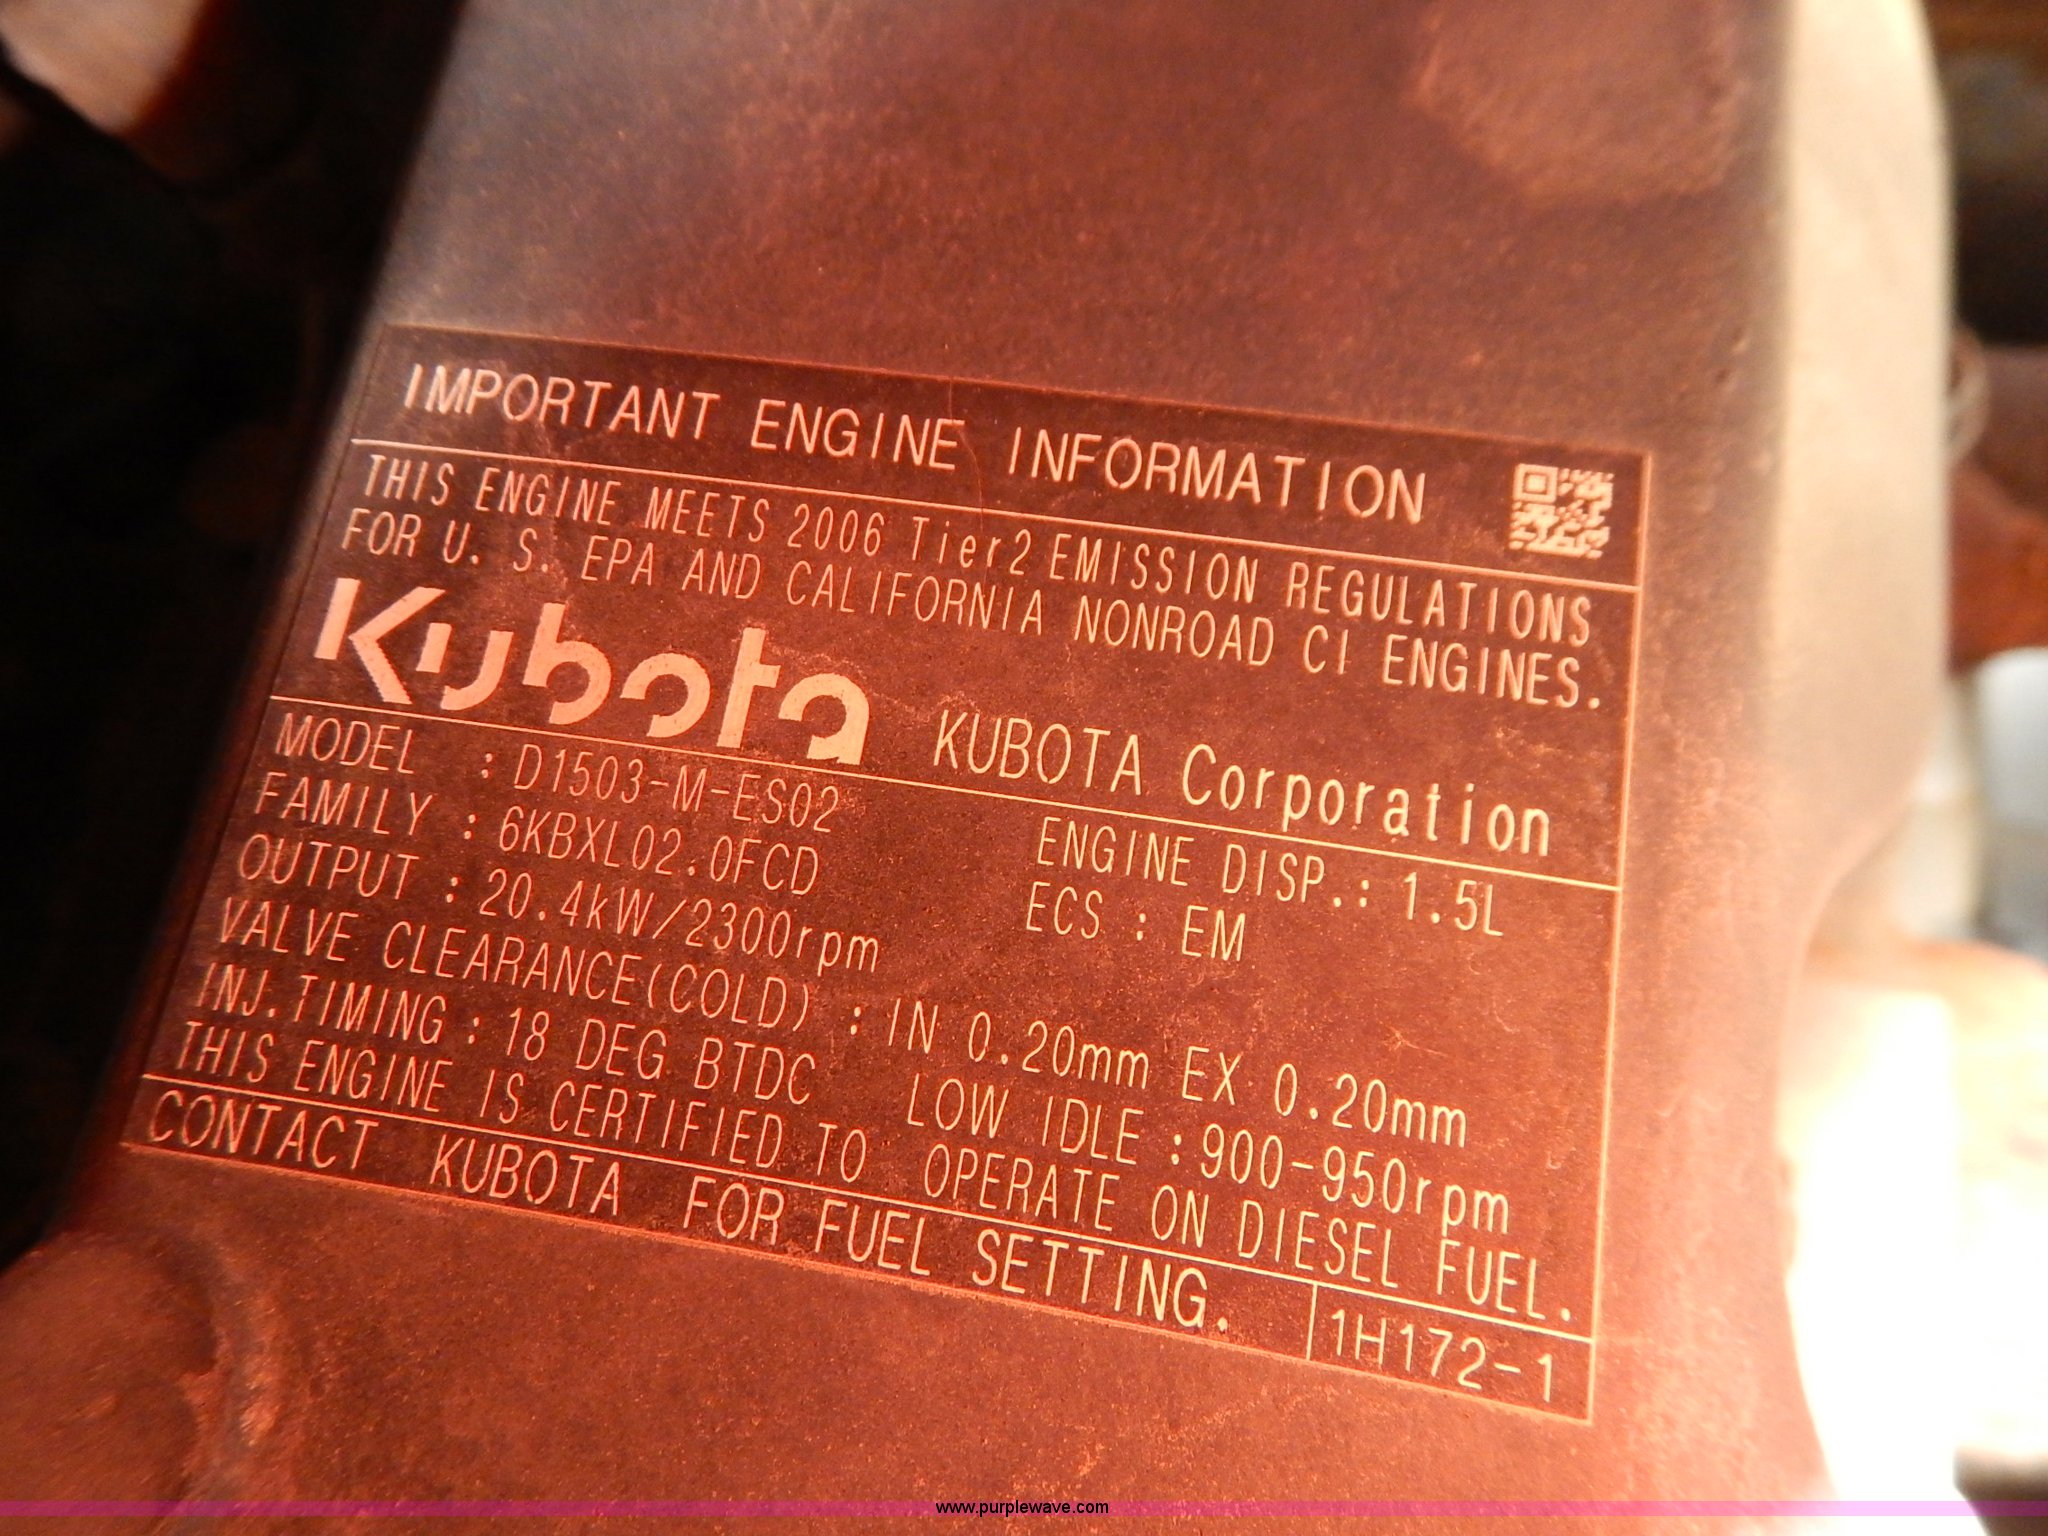 IMPORTANT ENGINE INFORMATION
THIS ENGINE MEETS 2006 Tier2 EMISSION REGULATIONS
FOR U. S. EPA AND CALIFORNIA NONROAD CI ENGINES.
Kubota KUBOTA Corporation
MODEL : D1503-M-ES02
FAMILY : 6KBXL02.0FCD ENGINE DISP.: 1.5L
OUTPUT : 20.4kW/2300rpm ECS : EM
VALVE CLEARANCE(COLD) : IN 0.20mm EX 0.20mm
INJ.TIMING : 18 DEG BTDC LOW IDLE :900-950rpm
THIS ENGINE IS CERTIFIED TO OPERATE ON DIESEL FUEL.
CONTACT KUBOTA FOR FUEL SETTING. 1H172-1
www.purplewave.com